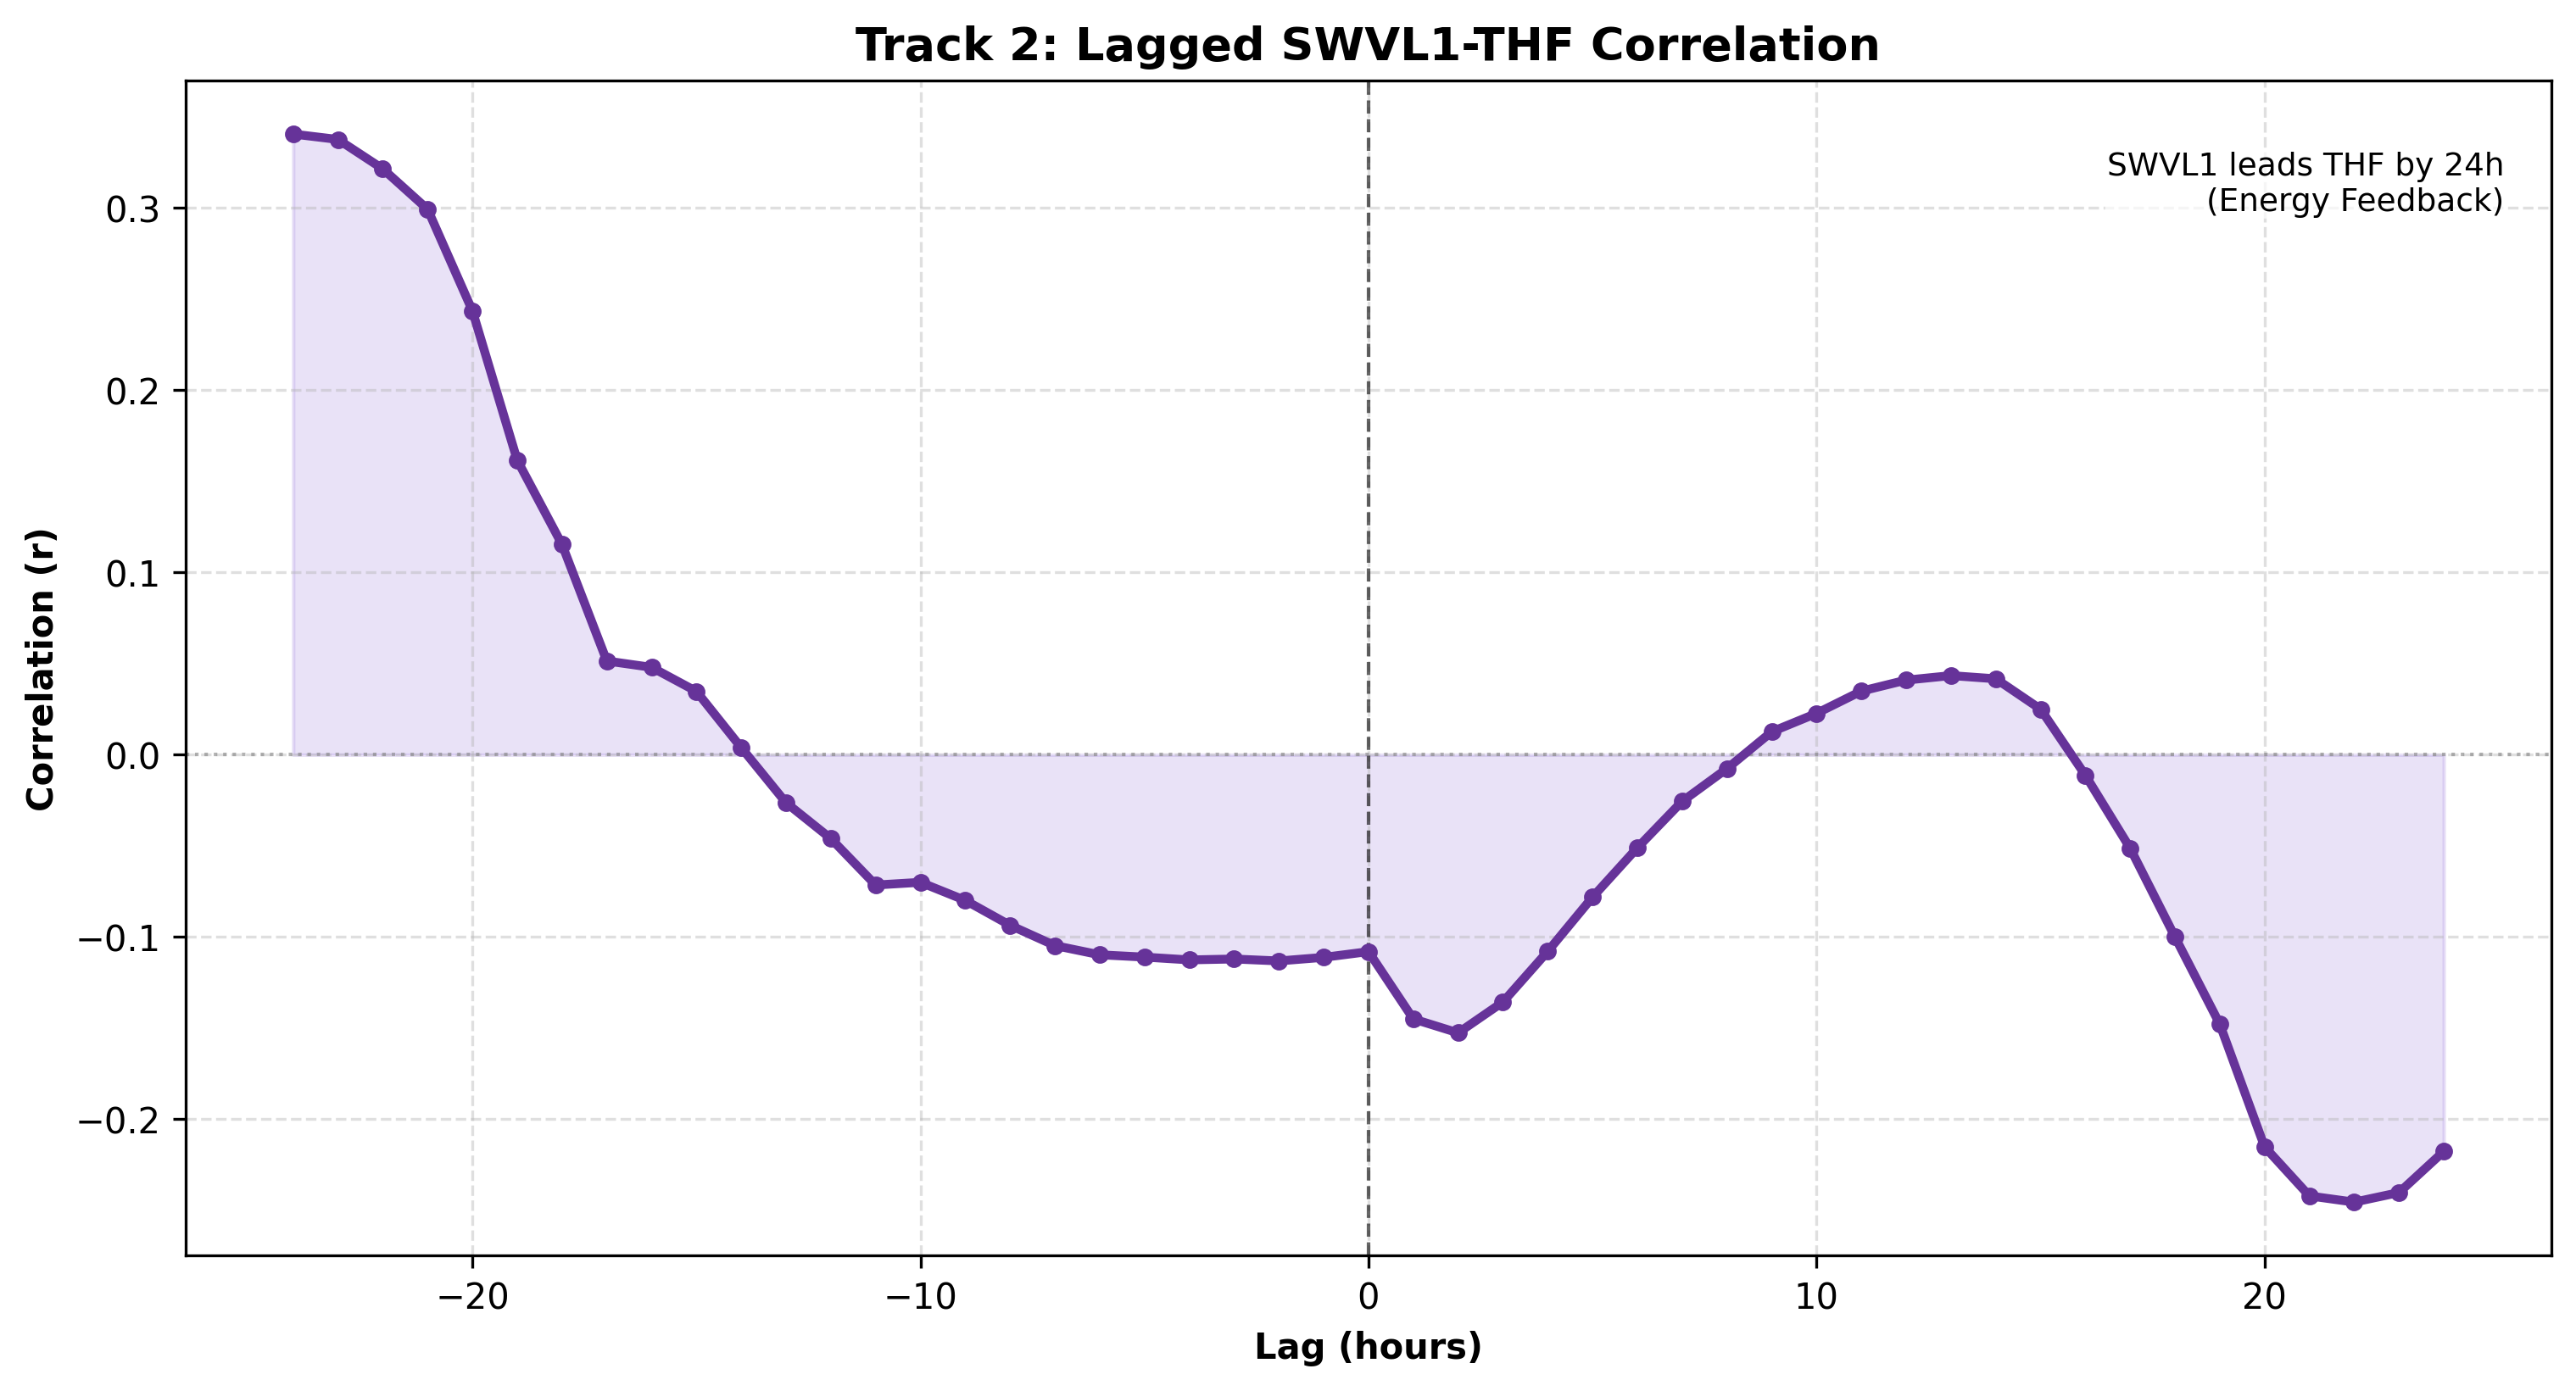 Track 2: Lagged SWVL1-THF Correlation
SWVL1 leads THF by 24h
(Energy Feedback)
Correlation (r)
0.3
0.2
0.1
0.0
−0.1
−0.2
−20
−10
0
10
20
Lag (hours)